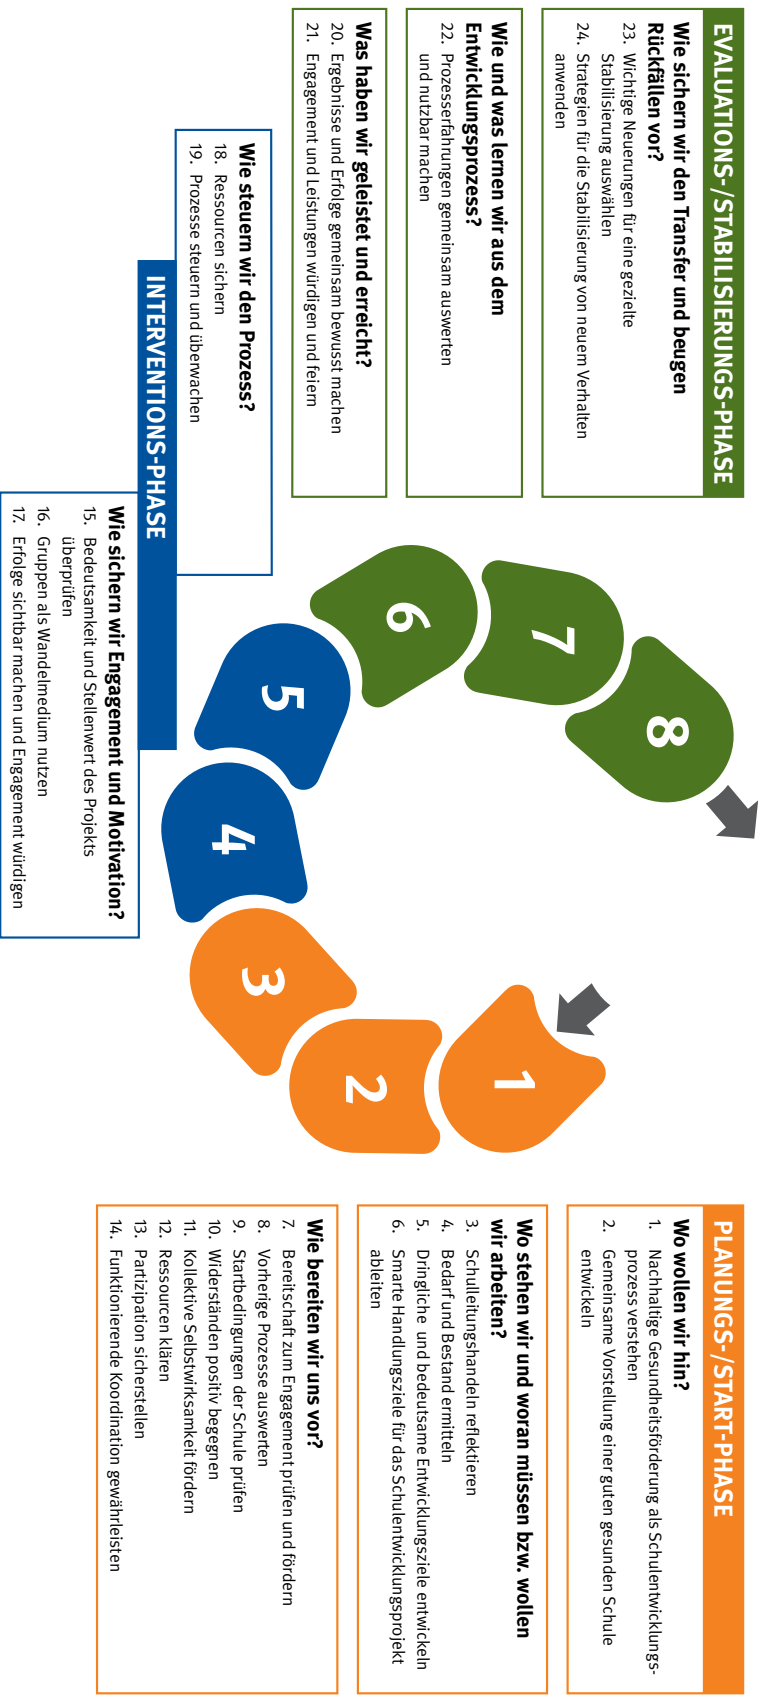 PLANUNGS-/START-PHASE
Wo wollen wir hin?
1. Nachhaltige Gesundheitsförderung als Schulentwicklungs-
prozess verstehen
2. Gemeinsame Vorstellung einer guten gesunden Schule
entwickeln
Wo stehen wir und woran müssen bzw. wollen
wir arbeiten?
3. Schulleitungshandeln reflektieren
4. Bedarf und Bestand ermitteln
5. Dringliche und bedeutsame Entwicklungsziele entwickeln
6. Smarte Handlungsziele für das Schulentwicklungsprojekt
ableiten
Wie bereiten wir uns vor?
7. Bereitschaft zum Engagement prüfen und fördern
8. Vorherige Prozesse auswerten
9. Startbedingungen der Schule prüfen
10. Widerständen positiv begegnen
11. Kollektive Selbstwirksamkeit fördern
12. Ressourcen klären
13. Partizipation sicherstellen
14. Funktionierende Koordination gewährleisten
1
2
3
4
5
6
7
8
INTERVENTIONS-PHASE
Wie sichern wir Engagement und Motivation?
15. Bedeutsamkeit und Stellenwert des Projekts
überprüfen
16. Gruppen als Wandelmedium nutzen
17. Erfolge sichtbar machen und Engagement würdigen
Wie steuern wir den Prozess?
18. Ressourcen sichern
19. Prozesse steuern und überwachen
EVALUATIONS-/STABILISIERUNGS-PHASE
Was haben wir geleistet und erreicht?
20. Ergebnisse und Erfolge gemeinsam bewusst machen
21. Engagement und Leistungen würdigen und feiern
Wie und was lernen wir aus dem
Entwicklungsprozess?
22. Prozesserfahrungen gemeinsam auswerten
und nutzbar machen
Wie sichern wir den Transfer und beugen
Rückfällen vor?
23. Wichtige Neuerungen für eine gezielte
Stabilisierung auswählen
24. Strategien für die Stabilisierung von neuem Verhalten
anwenden